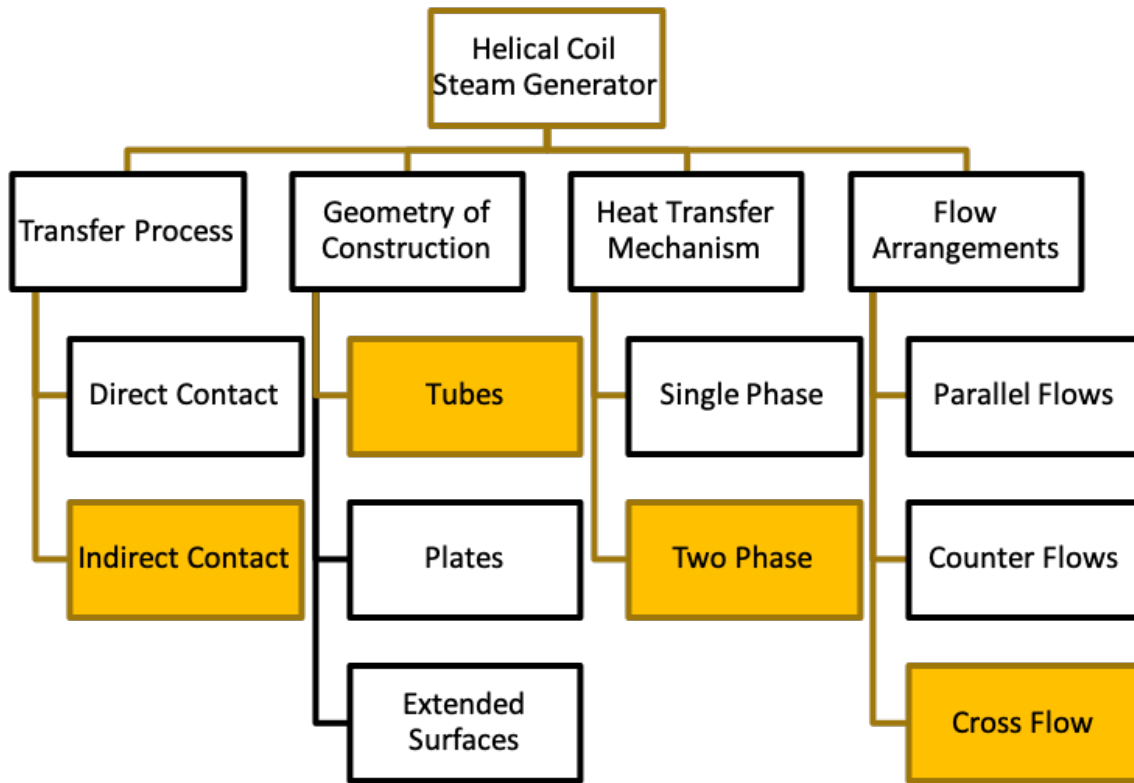 Helical Coil
Steam Generator
Transfer Process
Geometry of
Construction
Heat Transfer
Mechanism
Flow
Arrangements
Direct Contact
Tubes
Single Phase
Parallel Flows
Indirect Contact
Plates
Two Phase
Counter Flows
Extended
Surfaces
Cross Flow